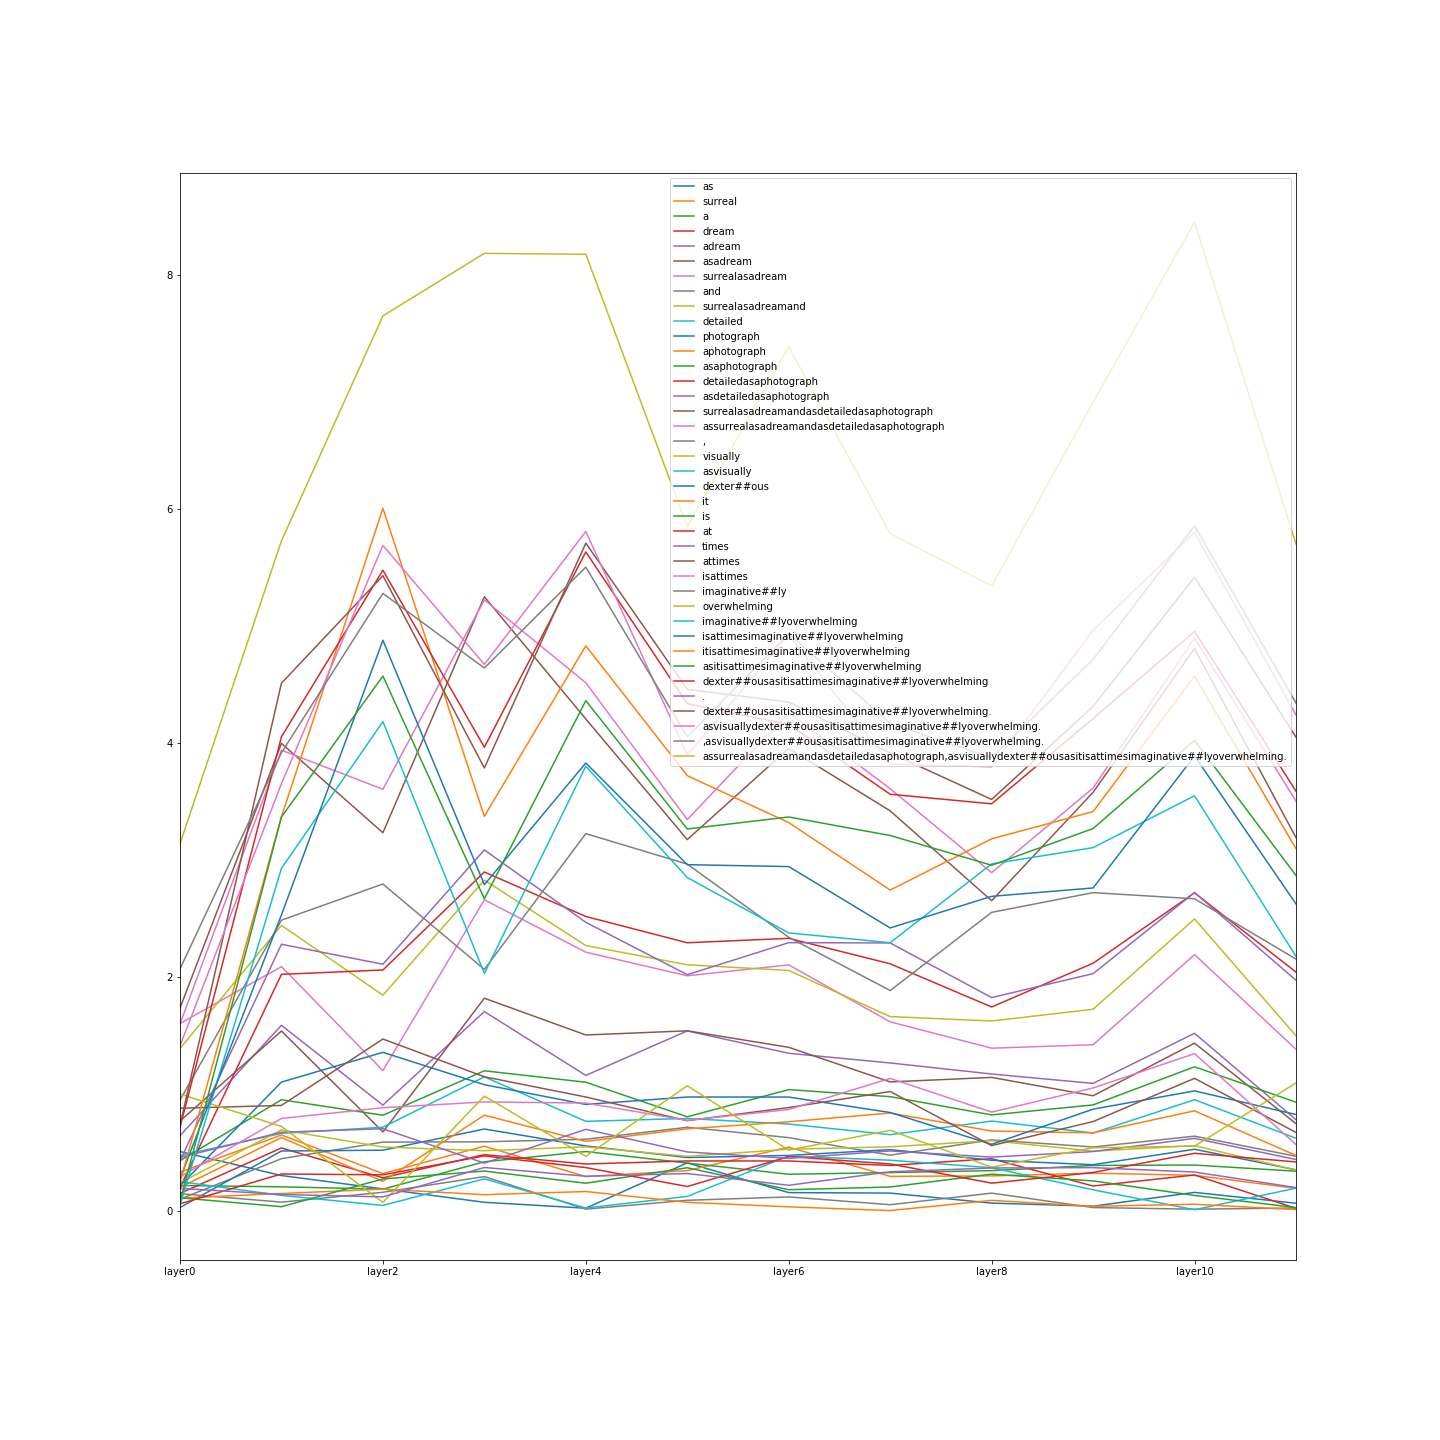 8
6
4
2
0
layer0
layer2
layer4
layer6
layer8
layer10
as
surreal
a
dream
adream
asadream
surrealasadream
and
surrealasadreamand
detailed
photograph
aphotograph
asaphotograph
detailedasaphotograph
asdetailedasaphotograph
surrealasadreamandasdetailedasaphotograph
assurrealasadreamandasdetailedasaphotograph
,
visually
asvisually
dexter##ous
it
is
at
times
attimes
isattimes
imaginative##ly
overwhelming
imaginative##lyoverwhelming
isattimesimaginative##lyoverwhelming
itisattimesimaginative##lyoverwhelming
asitisattimesimaginative##lyoverwhelming
dexter##ousasitisattimesimaginative##lyoverwhelming
.
dexter##ousasitisattimesimaginative##lyoverwhelming.
asvisuallydexter##ousasitisattimesimaginative##lyoverwhelming.
,asvisuallydexter##ousasitisattimesimaginative##lyoverwhelming.
assurrealasadreamandasdetailedasaphotograph,asvisuallydexter##ousasitisattimesimaginative##lyoverwhelming.